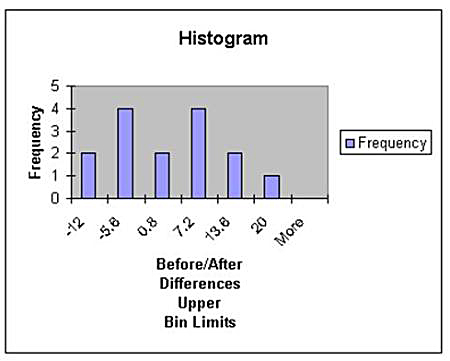 Histogram
5
4
3
2
1
0
Frequency
Frequency
-12
-5.6
0.8
7.2
13.6
20
More
Before/After
Differences
Upper
Bin Limits